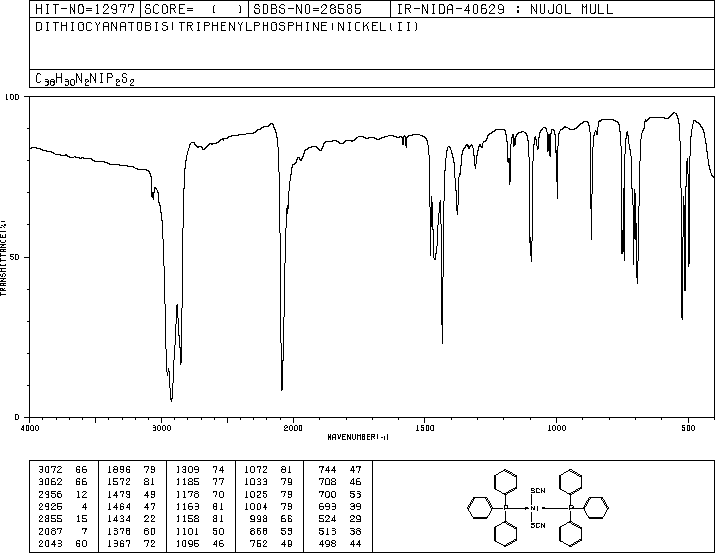 HIT-NO=12977 SCORE= ( ) SDBS-NO=28585 IR-NIDA-40629 : NUJOL MULL
DITHIOCYANATOBIS(TRIPHENYLPHOSPHINE)NICKEL(II)
C38H30N2NIP2S2
100
50
0
TRANSMITTANCE(%)
4000 3000 2000 1500 1000 500
WAVENUMBER(-1)
3072 66 1896 79 1309 74 1072 81 744 47
3062 66 1572 81 1185 77 1033 79 708 46
2956 12 1479 49 1178 70 1025 79 700 53
2925 4 1464 47 1163 81 1004 79 693 39
2855 15 1434 22 1158 81 998 66 524 29
2087 7 1378 60 1101 50 868 53 513 38
2043 60 1367 72 1095 46 752 49 498 44
SCN
P Ni P
SCN